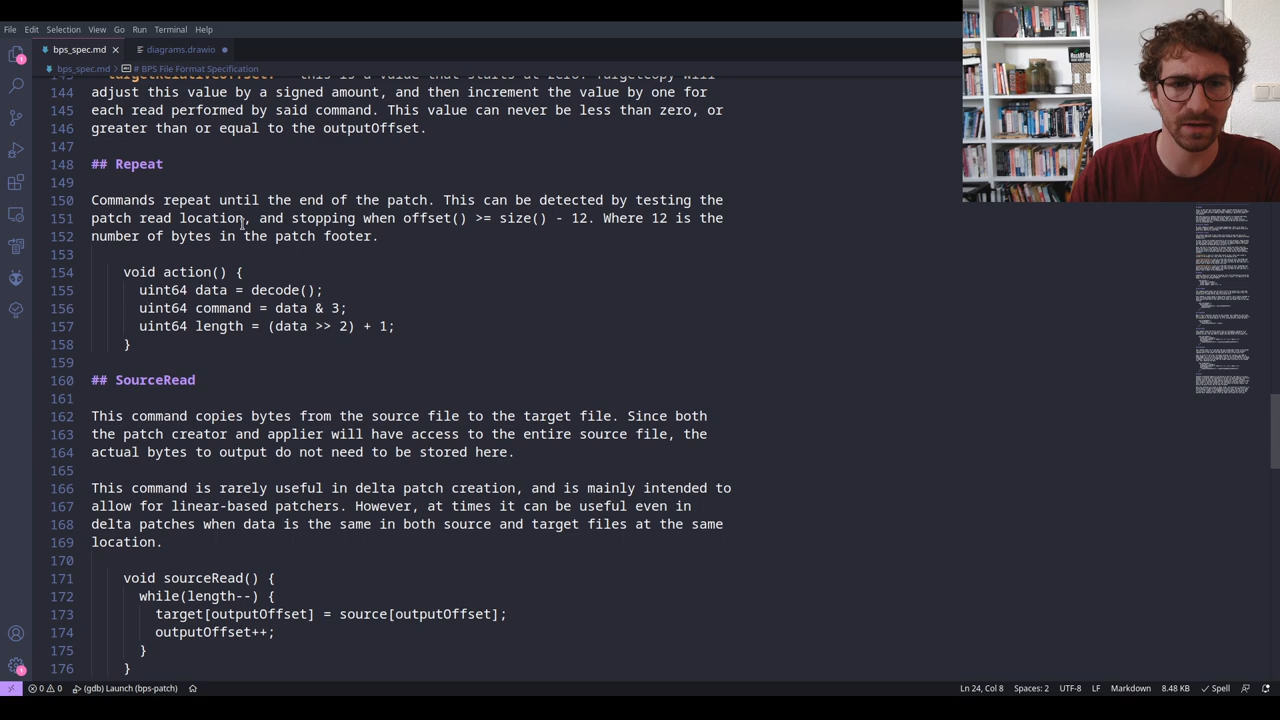 File Edit Selection View Go Run Terminal Help
bps_spec.md diagrams.drawio
bps_spec.md > # BPS File Format Specification
143 targetRelativeOffset: this is a value that starts at zero. TargetCopy will
144 adjust this value by a signed amount, and then increment the value by one for
145 each read performed by said command. This value can never be less than zero, or
146 greater than or equal to the outputOffset.
147
148 ## Repeat
149
150 Commands repeat until the end of the patch. This can be detected by testing the
151 patch read location, and stopping when offset() >= size() - 12. Where 12 is the
152 number of bytes in the patch footer.
153
154 void action() {
155 uint64 data = decode();
156 uint64 command = data & 3;
157 uint64 length = (data >> 2) + 1;
158 }
159
160 ## SourceRead
161
162 This command copies bytes from the source file to the target file. Since both
163 the patch creator and applier will have access to the entire source file, the
164 actual bytes to output do not need to be stored here.
165
166 This command is rarely useful in delta patch creation, and is mainly intended to
167 allow for linear-based patchers. However, at times it can be useful even in
168 delta patches when data is the same in both source and target files at the same
169 location.
170
171 void sourceRead() {
172 while(length--) {
173 target[outputOffset] = source[outputOffset];
174 outputOffset++;
175 }
176 }
0 0 (gdb) Launch (bps-patch) Ln 24, Col 8 Spaces: 2 UTF-8 LF Markdown 8.48 KB Spell